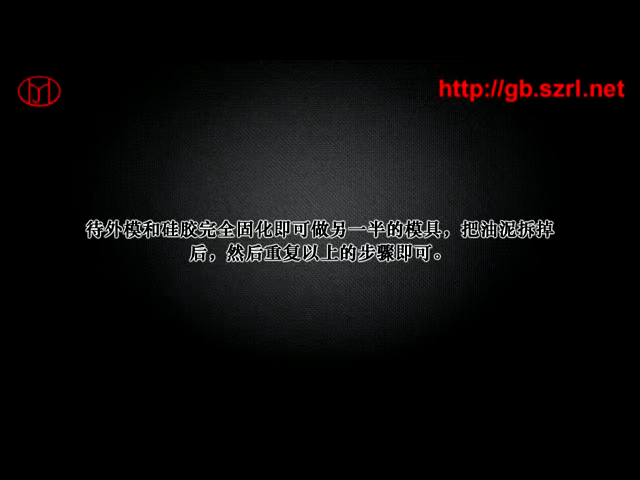 http://gb.szrl.net
待外模和硅胶完全固化即可做另一半的模具，把油泥拆掉
后，然后重复以上的步骤即可。